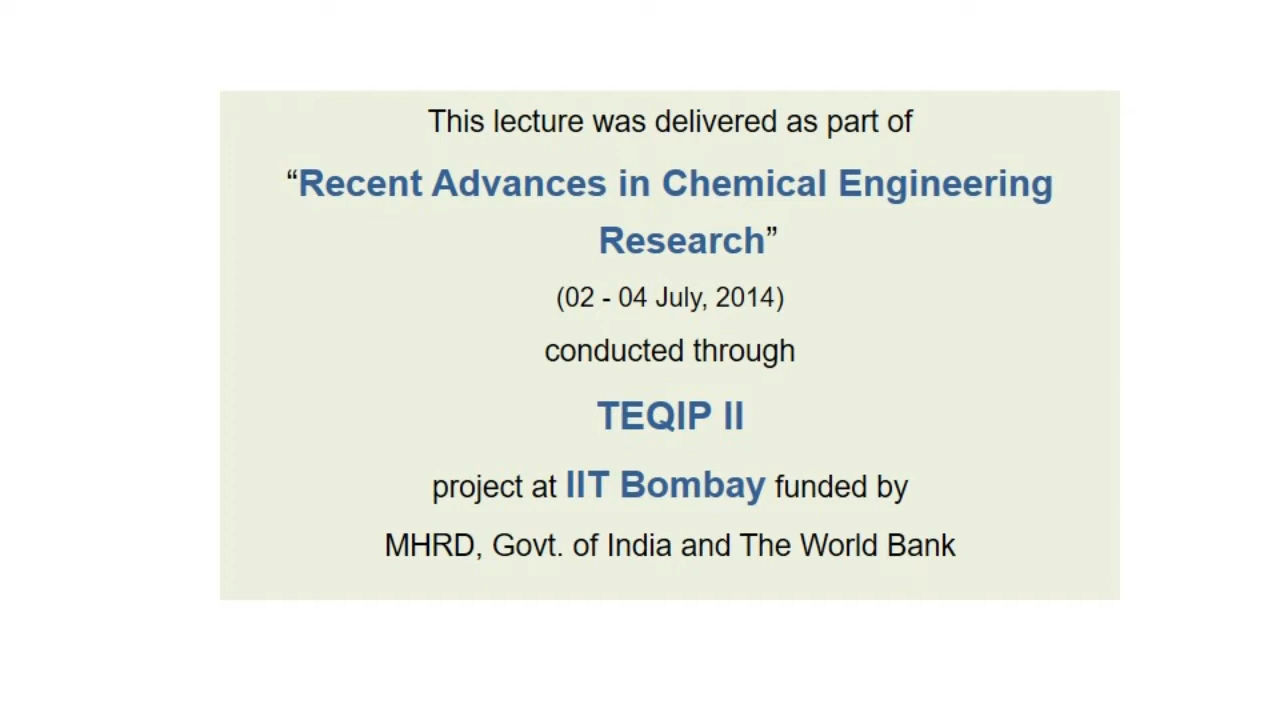 This lecture was delivered as part of
“Recent Advances in Chemical Engineering
Research”
(02 - 04 July, 2014)
conducted through
TEQIP II
project at IIT Bombay funded by
MHRD, Govt. of India and The World Bank